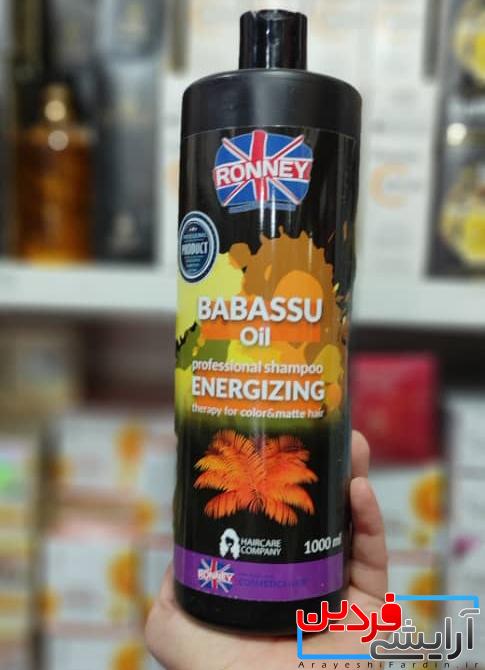 RONNEY
PRODUCT
BABASSU
Oil
professional shampoo
ENERGIZING
therapy for color&matte hair
HAIRCARE
COMPANY
1000 ml
RONNEY
آرایشی فردین
ArayeshiFardin.ir